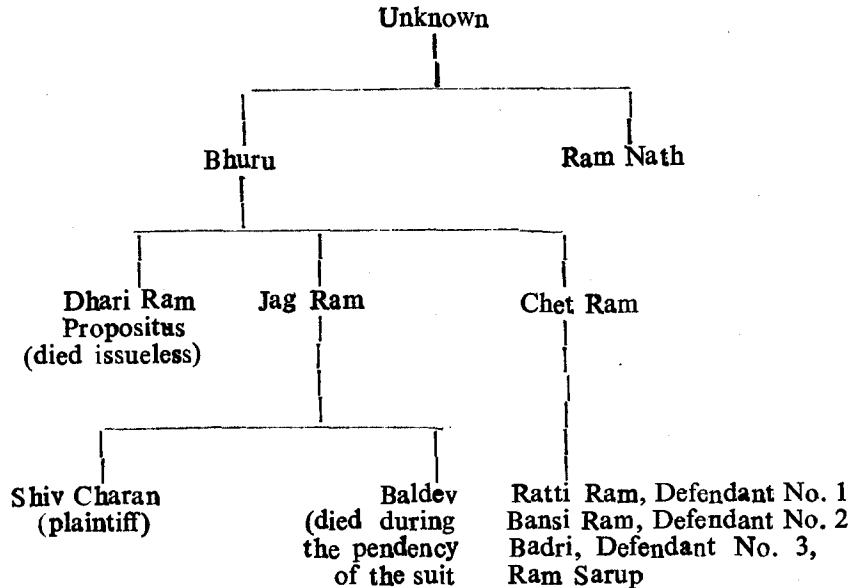 Unknown
Bhuru
Ram Nath
Dhari Ram
Propositus
(died issueless)
Jag Ram
Chet Ram
Shiv Charan
(plaintiff)
Baldev
(died during
the pendency
of the suit
Ratti Ram, Defendant No. 1
Bansi Ram, Defendant No. 2
Badri, Defendant No. 3,
Ram Sarup